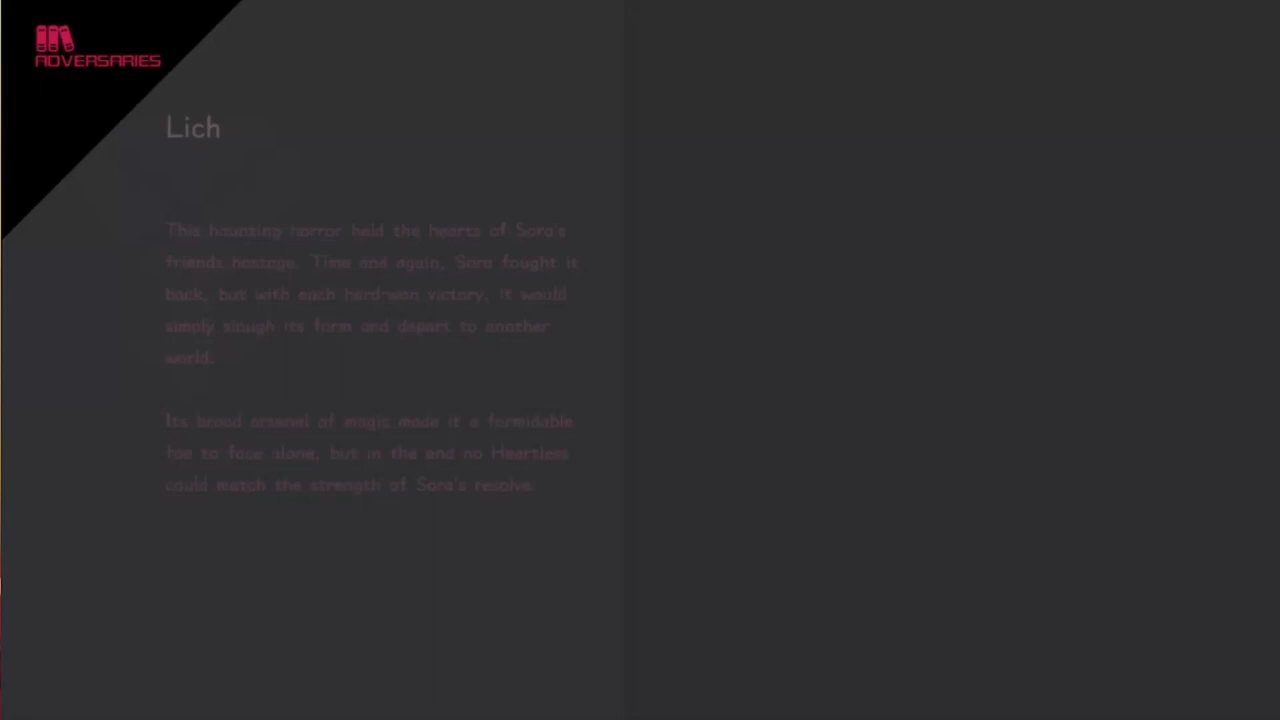 ADVERSARIES
Lich
This haunting horror held the hearts of Sora's
friends hostage. Time and again, Sora fought it
back, but with each hard-won victory, it would
simply slough its form and depart to another
world.
Its broad arsenal of magic made it a formidable
foe to face alone, but in the end no Heartless
could match the strength of Sora's resolve.